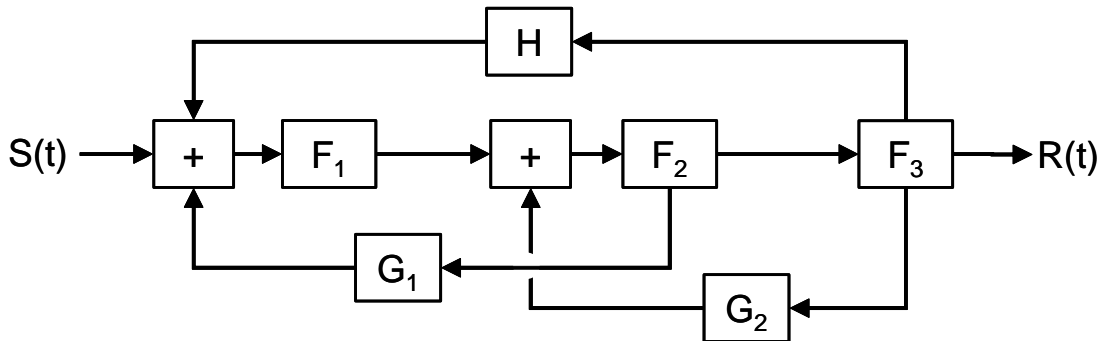 H
S(t)
+
F₁
+
F₂
F₃
R(t)
G₁
G₂